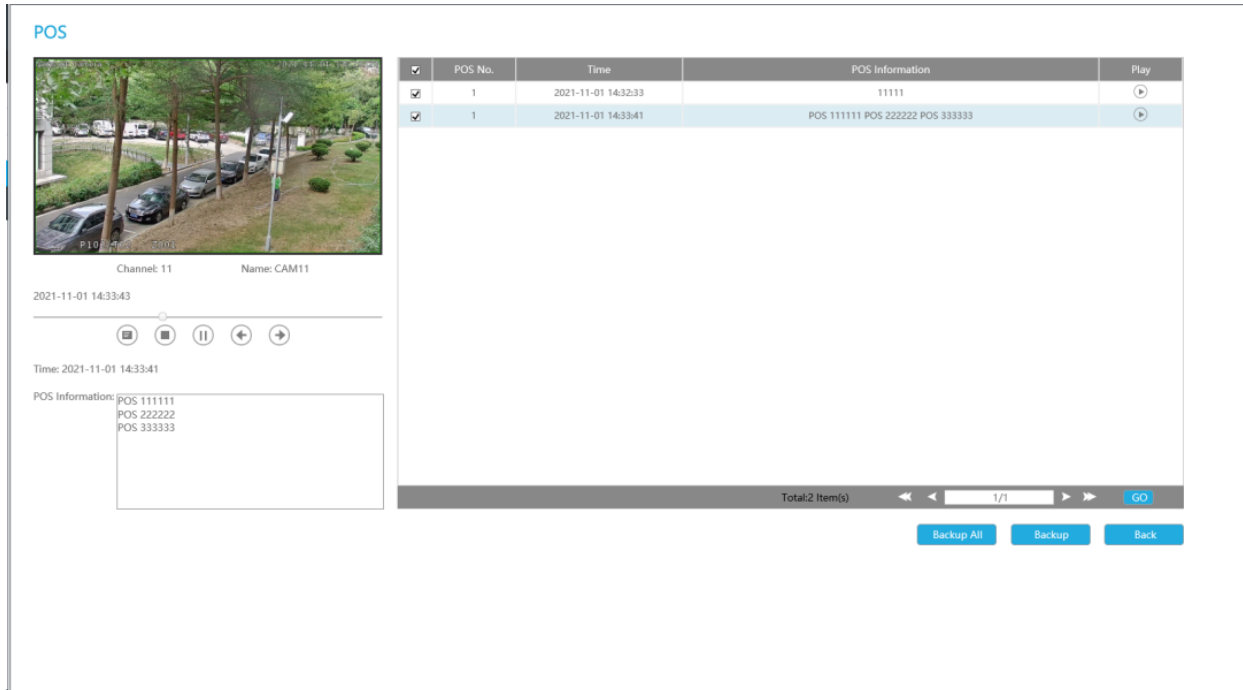 POS
Channel: 11 Name: CAM11
2021-11-01 14:33:43
Time: 2021-11-01 14:33:41
POS Information:
POS 111111
POS 222222
POS 333333
POS No. Time POS Information Play
1 2021-11-01 14:32:33 11111
1 2021-11-01 14:33:41 POS 111111 POS 222222 POS 333333
Total:2 Item(s) 1/1 GO
Backup All Backup Back